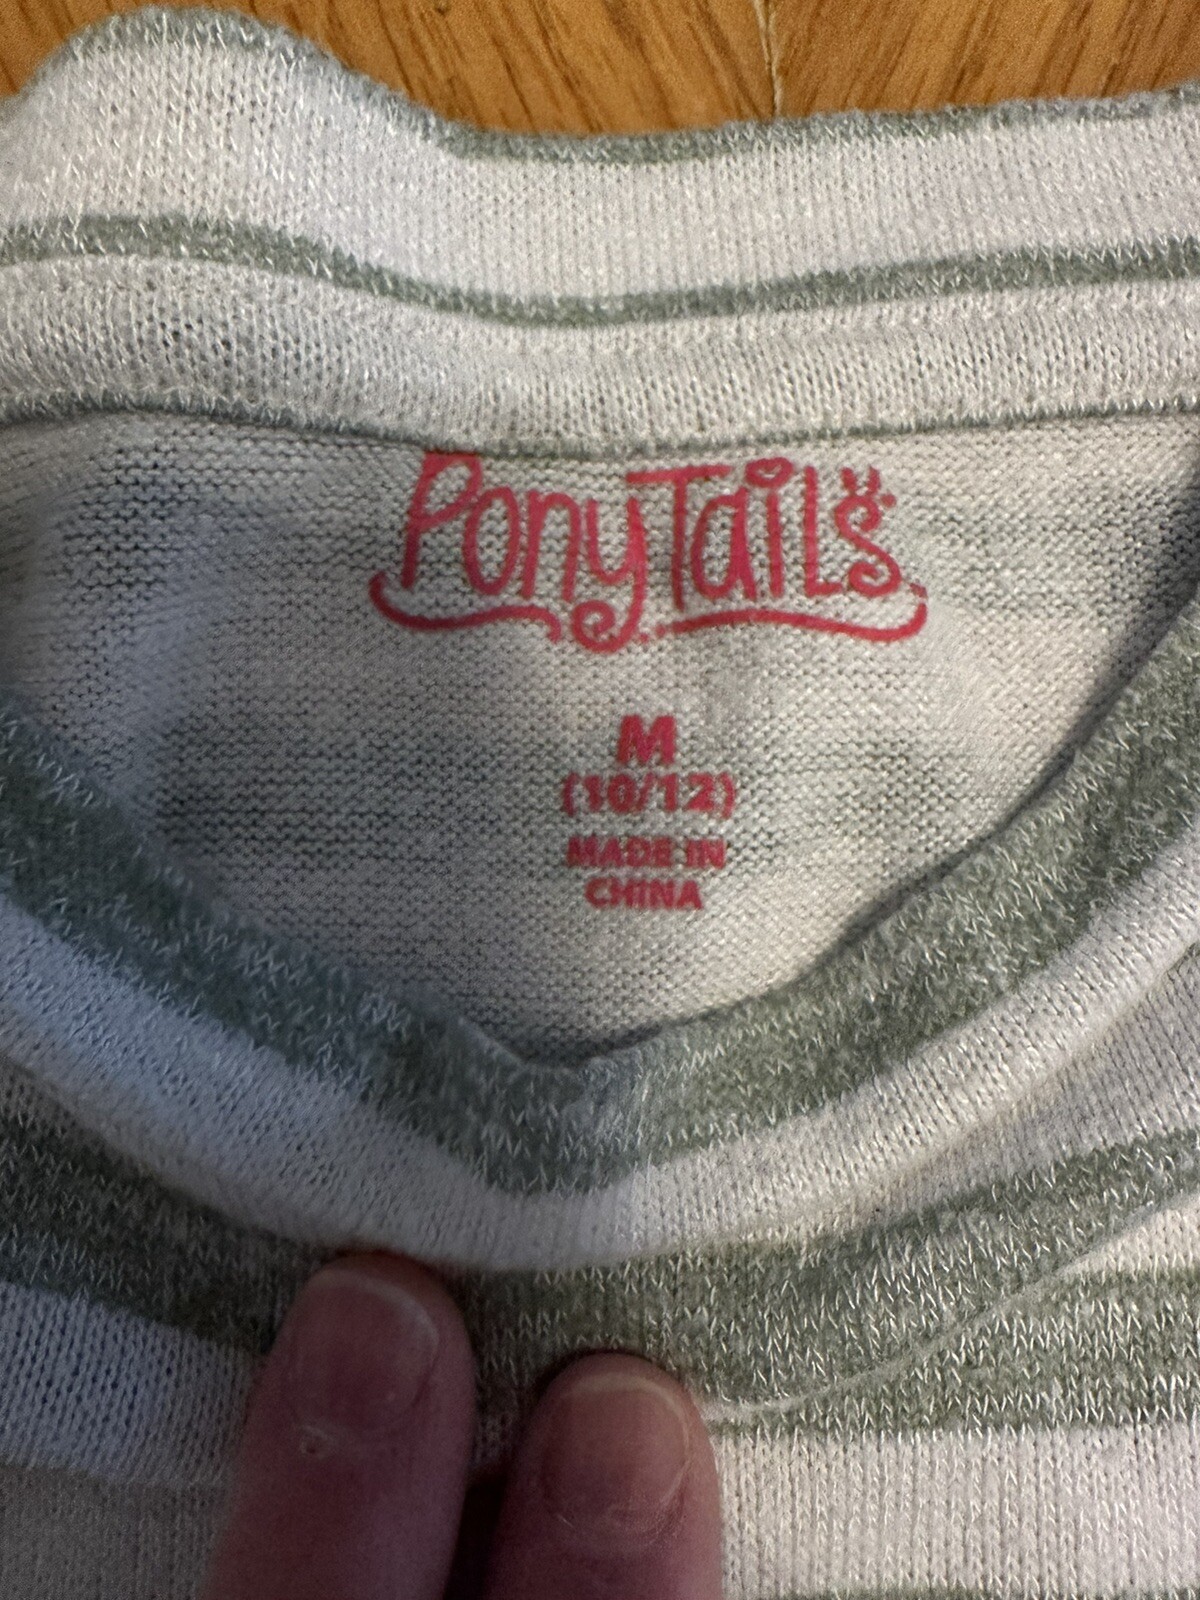 PonyTails
M
(10/12)
MADE IN
CHINA